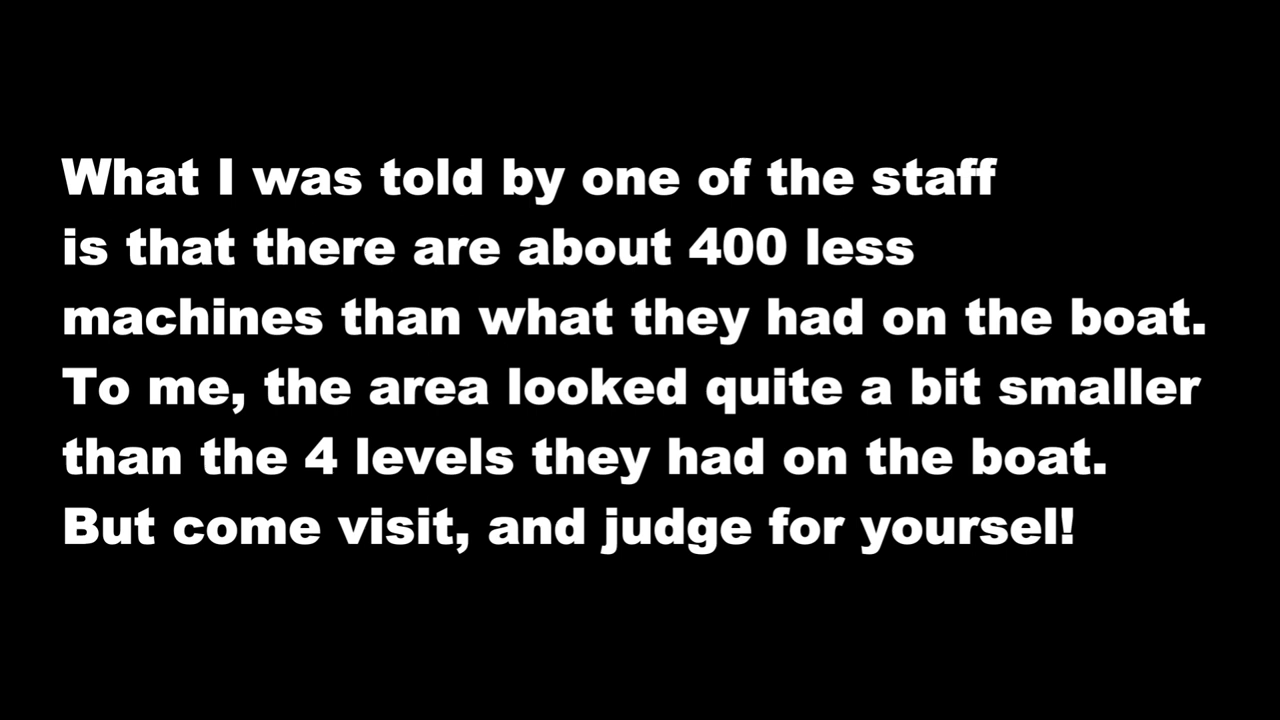 What I was told by one of the staff
is that there are about 400 less
machines than what they had on the boat.
To me, the area looked quite a bit smaller
than the 4 levels they had on the boat.
But come visit, and judge for yoursel!